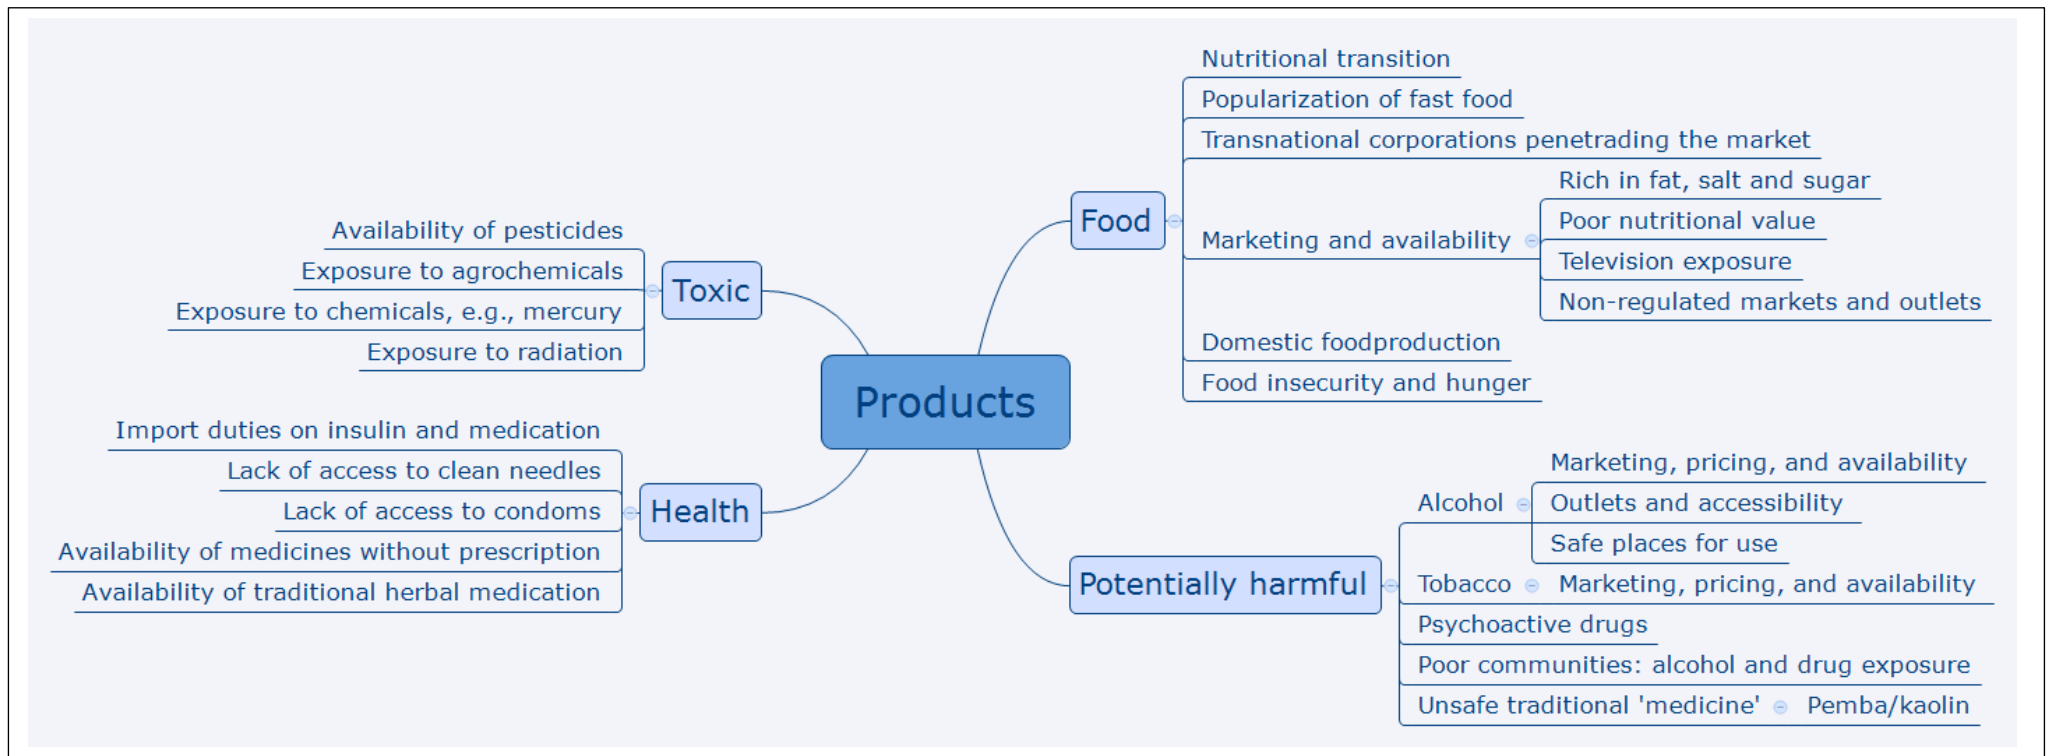 Products
Food
Nutritional transition
Popularization of fast food
Transnational corporations penetrading the market
Marketing and availability
Rich in fat, salt and sugar
Poor nutritional value
Television exposure
Non-regulated markets and outlets
Domestic foodproduction
Food insecurity and hunger
Potentially harmful
Alcohol
Marketing, pricing, and availability
Outlets and accessibility
Safe places for use
Tobacco
Marketing, pricing, and availability
Psychoactive drugs
Poor communities: alcohol and drug exposure
Unsafe traditional 'medicine'
Pemba/kaolin
Toxic
Availability of pesticides
Exposure to agrochemicals
Exposure to chemicals, e.g., mercury
Exposure to radiation
Health
Import duties on insulin and medication
Lack of access to clean needles
Lack of access to condoms
Availability of medicines without prescription
Availability of traditional herbal medication